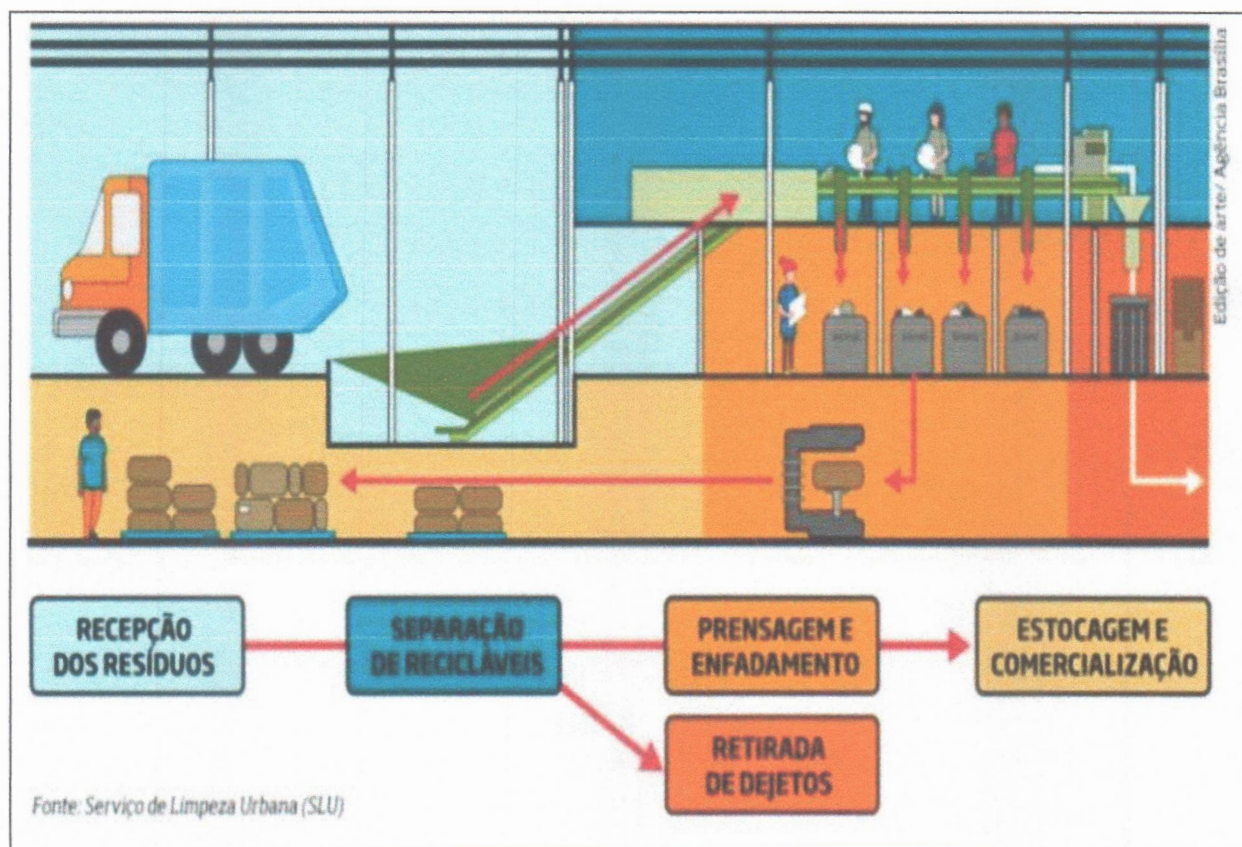 Edição de arte/ Agência Brasília
RECEPÇÃO
DOS RESÍDUOS
SEPARAÇÃO
DE RECICLÁVEIS
PRENSAGEM E
ENFADAMENTO
ESTOCAGEM E
COMERCIALIZAÇÃO
RETIRADA
DE DEJETOS
Fonte: Serviço de Limpeza Urbana (SLU)